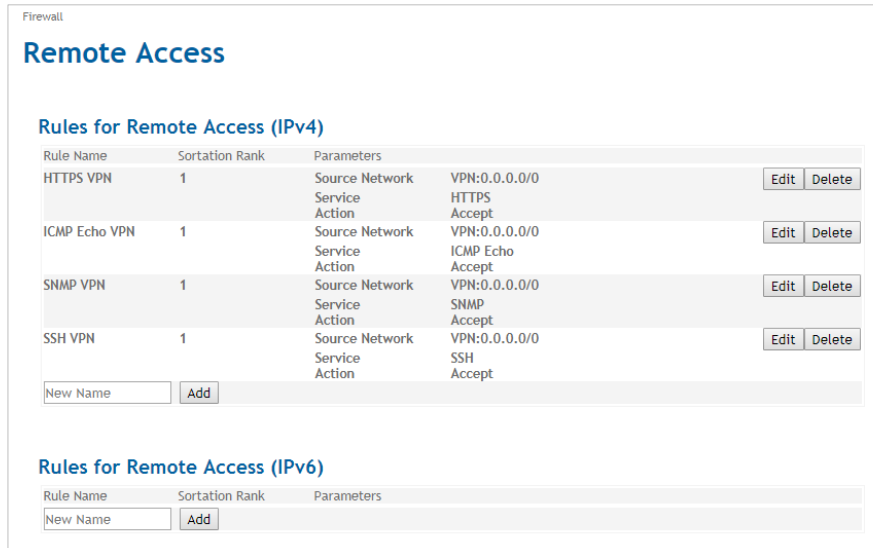 Firewall
Remote Access
Rules for Remote Access (IPv4)
Rule Name Sortation Rank Parameters
HTTPS VPN 1 Source Network VPN:0.0.0.0/0 Edit Delete
Service HTTPS
Action Accept
ICMP Echo VPN 1 Source Network VPN:0.0.0.0/0 Edit Delete
Service ICMP Echo
Action Accept
SNMP VPN 1 Source Network VPN:0.0.0.0/0 Edit Delete
Service SNMP
Action Accept
SSH VPN 1 Source Network VPN:0.0.0.0/0 Edit Delete
Service SSH
Action Accept
New Name Add
Rules for Remote Access (IPv6)
Rule Name Sortation Rank Parameters
New Name Add